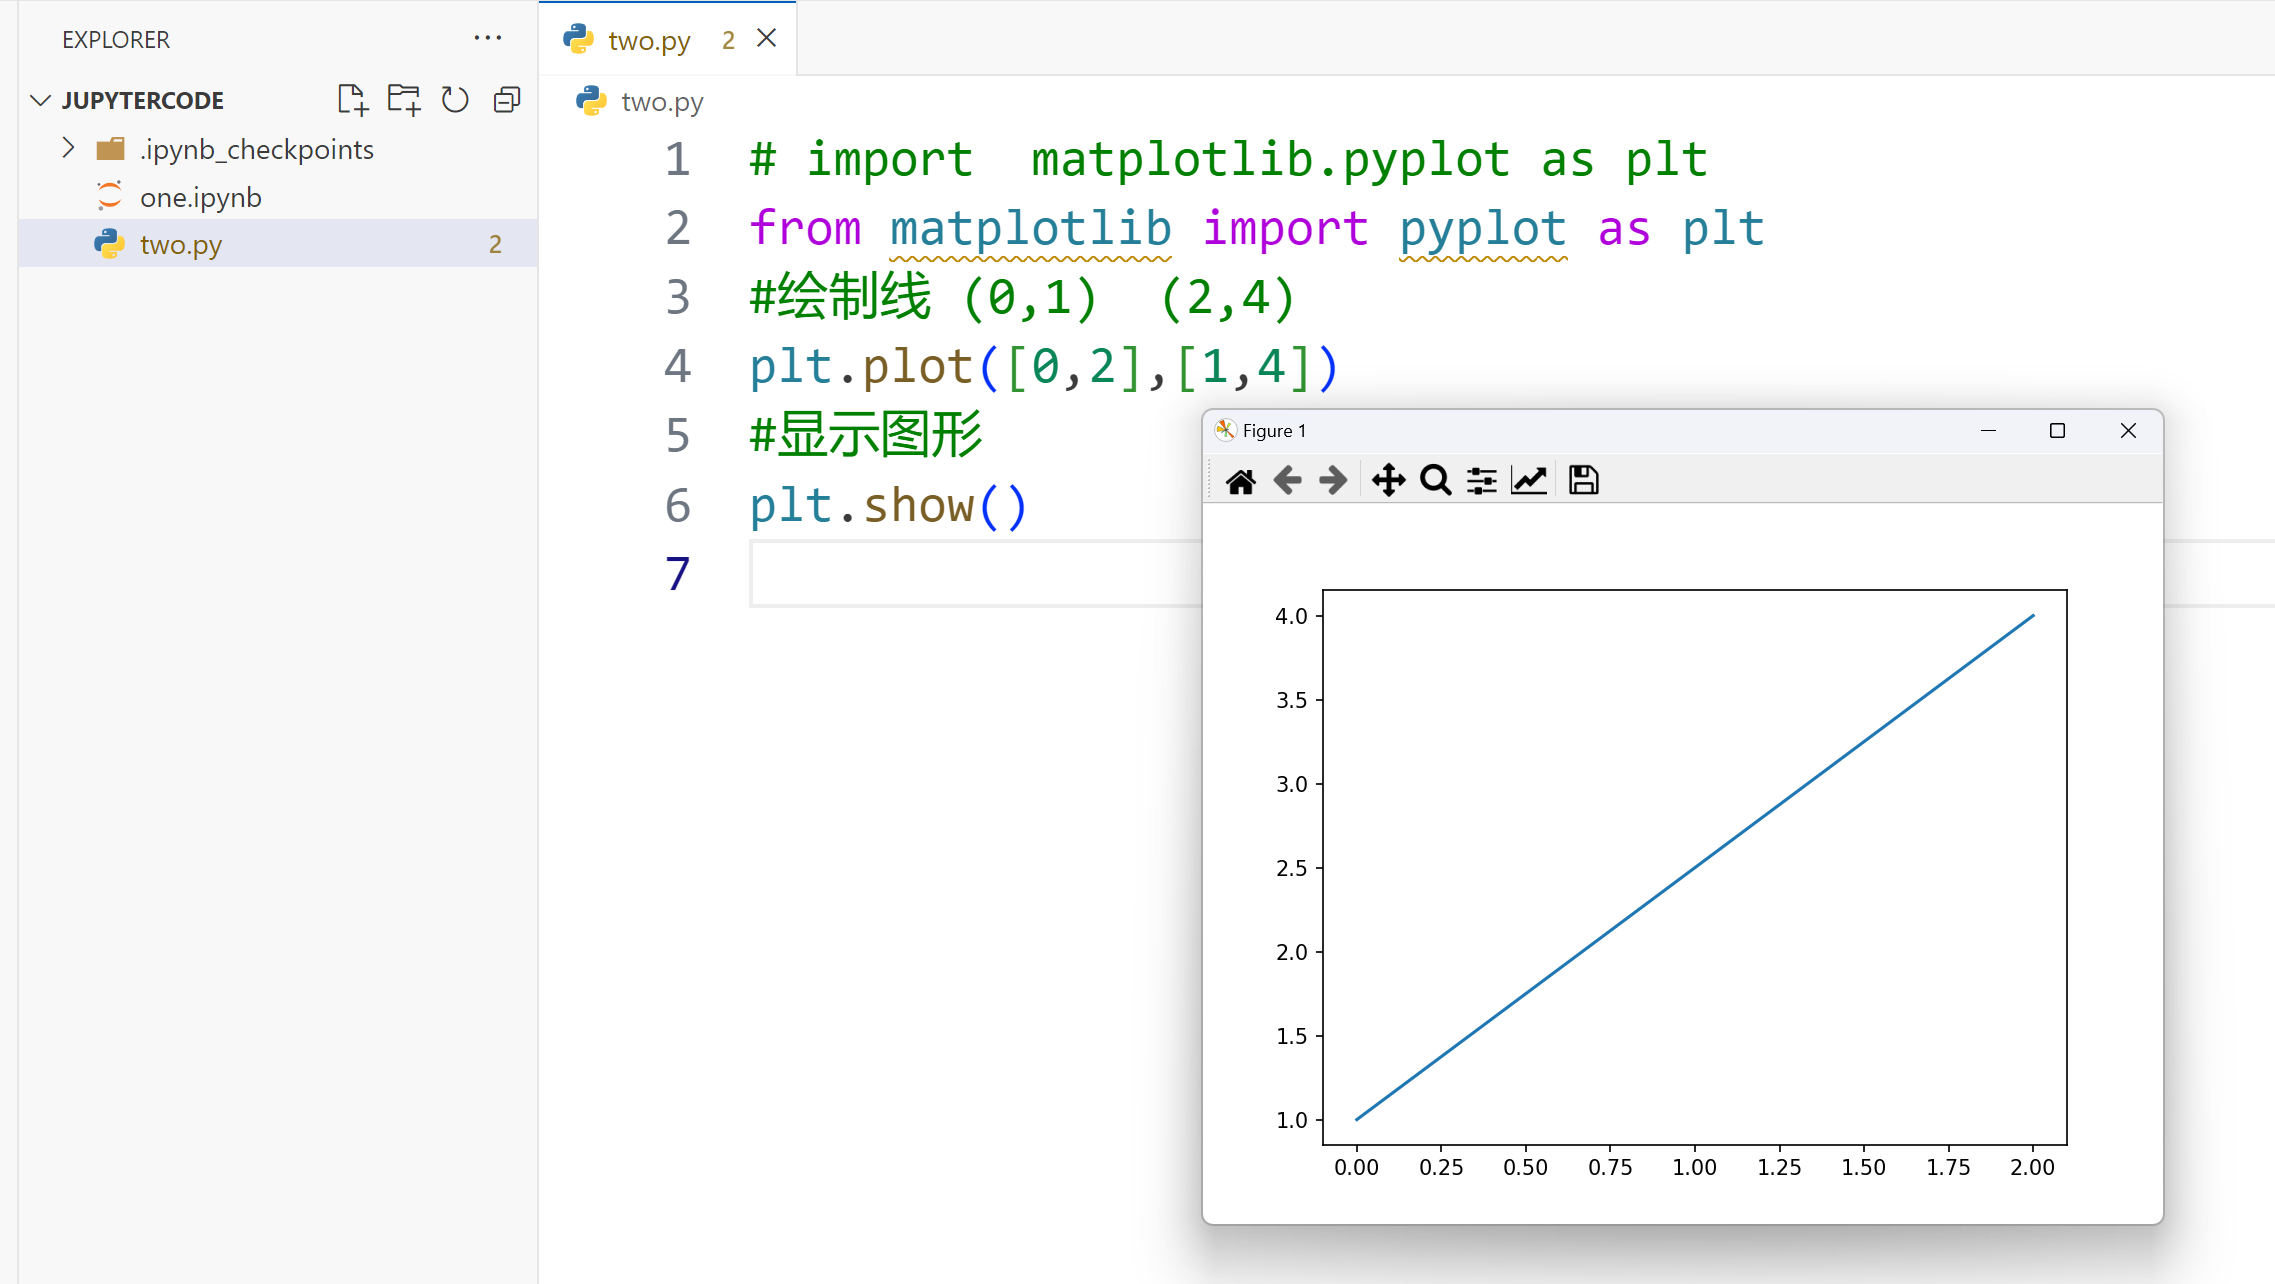 EXPLORER
JUPYTERCODE
.ipynb_checkpoints
one.ipynb
two.py 2
two.py 2
two.py
1 # import  matplotlib.pyplot as plt
2 from matplotlib import pyplot as plt
3 #绘制线 (0,1)  (2,4)
4 plt.plot([0,2],[1,4])
5 #显示图形
6 plt.show()
7
Figure 1
4.0
3.5
3.0
2.5
2.0
1.5
1.0
0.00 0.25 0.50 0.75 1.00 1.25 1.50 1.75 2.00